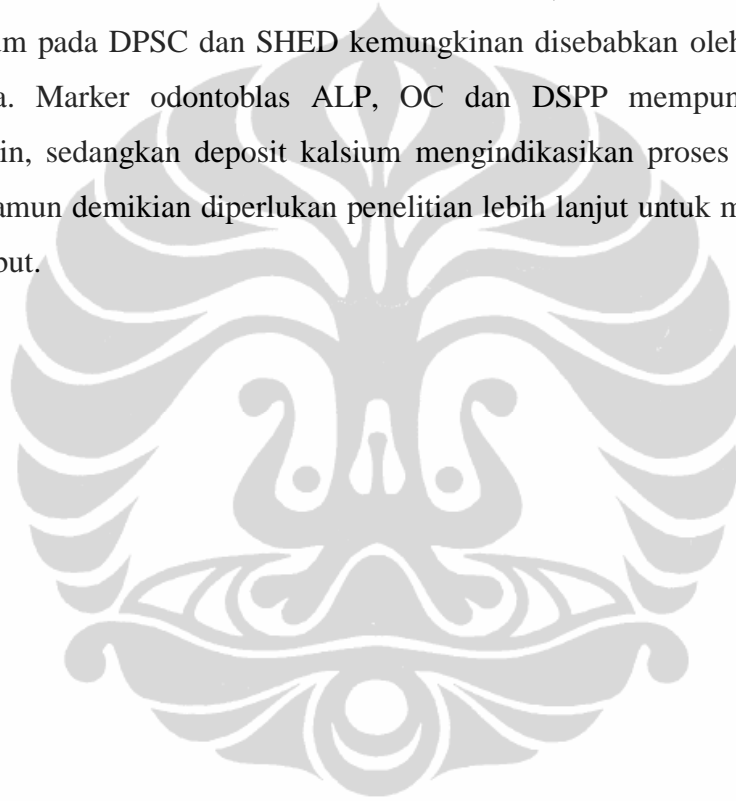 um pada DPSC dan SHED kemungkinan disebabkan oleh
a. Marker odontoblas ALP, OC dan DSPP mempun
in, sedangkan deposit kalsium mengindikasikan proses
amun demikian diperlukan penelitian lebih lanjut untuk m
but.